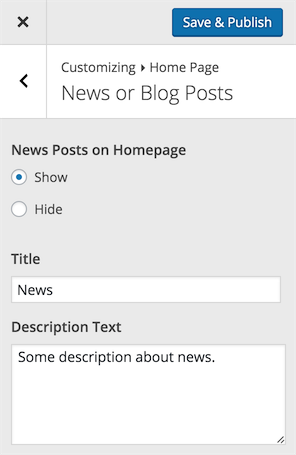 Save & Publish
Customizing Home Page
News or Blog Posts
News Posts on Homepage
Show
Hide
Title
News
Description Text
Some description about news.